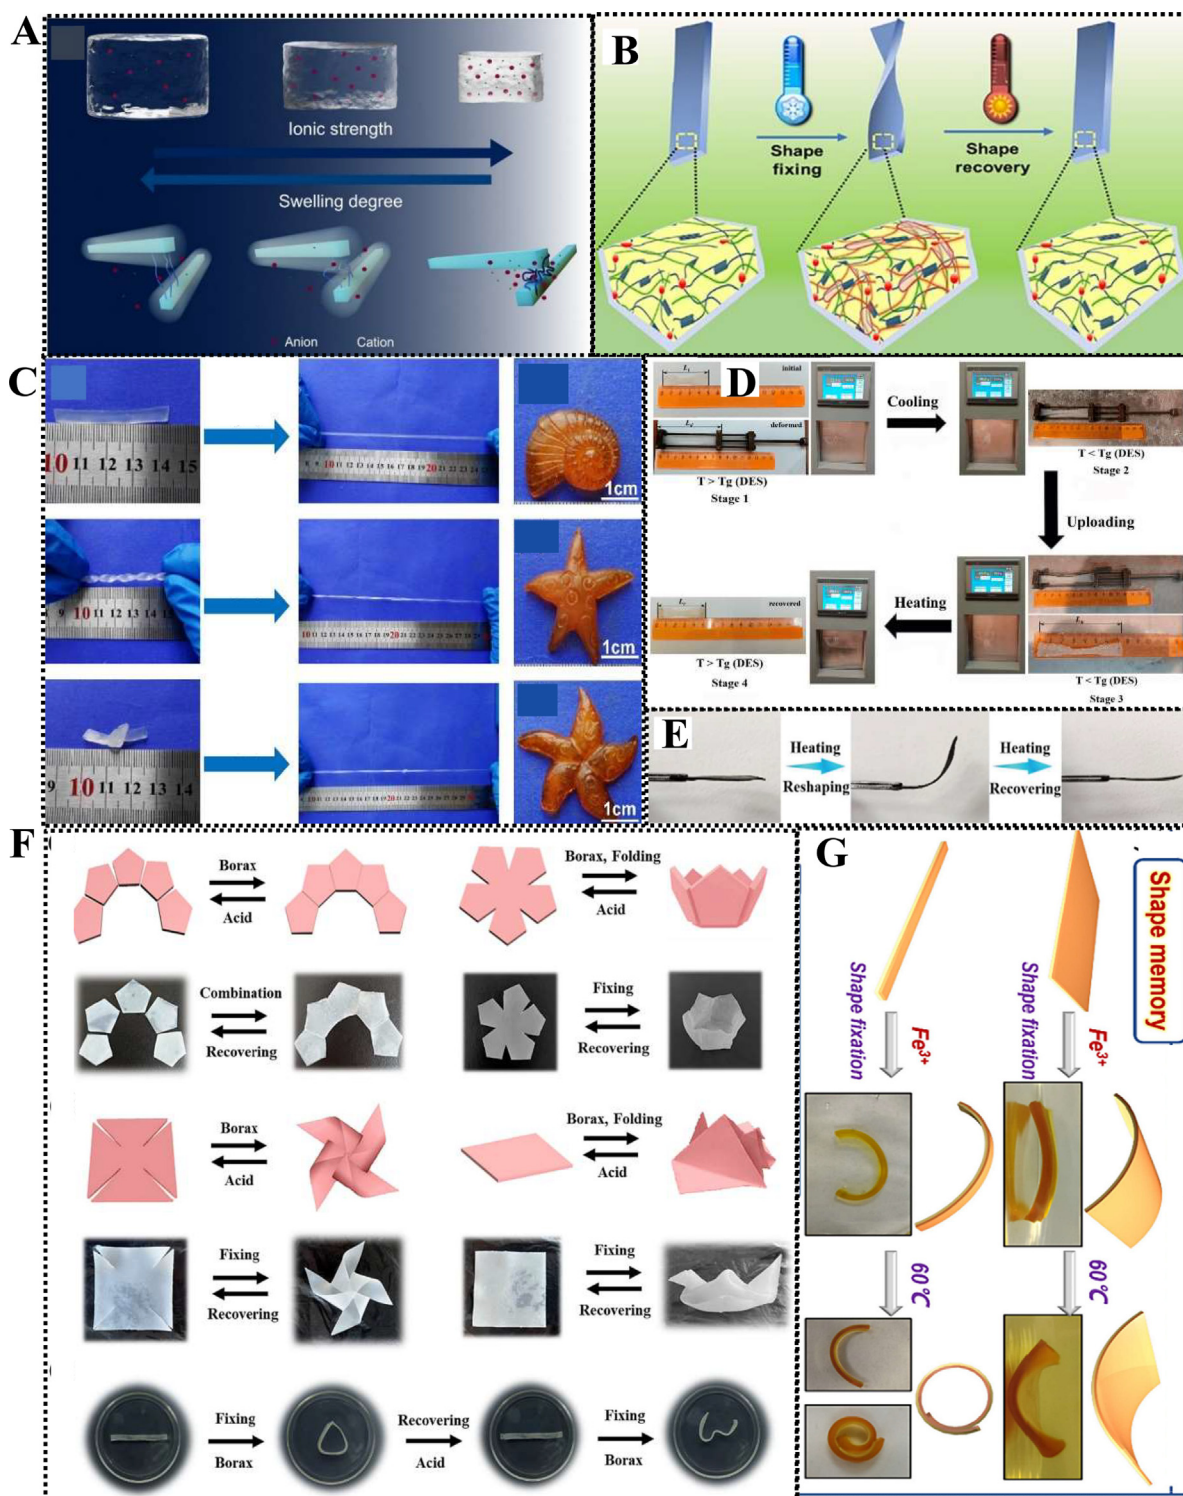 A
Ionic strength
Swelling degree
Anion Cation
B
Shape
fixing
Shape
recovery
C
10 11 12 13 14 15
1cm
9 10 11 12 13 14 15
1cm
9 10 11 12 13 14
1cm
D
initial
deformed
T > Tg (DES)
Stage 1
Cooling
T < Tg (DES)
Stage 2
Uploading
T < Tg (DES)
Stage 3
Heating
recovered
T > Tg (DES)
Stage 4
E
Heating
Reshaping
Heating
Recovering
F
Borax
Acid
Borax, Folding
Acid
Combination
Recovering
Fixing
Recovering
Borax
Acid
Borax, Folding
Acid
Fixing
Recovering
Fixing
Recovering
Fixing
Borax
Recovering
Acid
Fixing
Borax
G
Shape memory
Shape fixation
Fe³⁺
Shape fixation
Fe³⁺
60℃
60℃